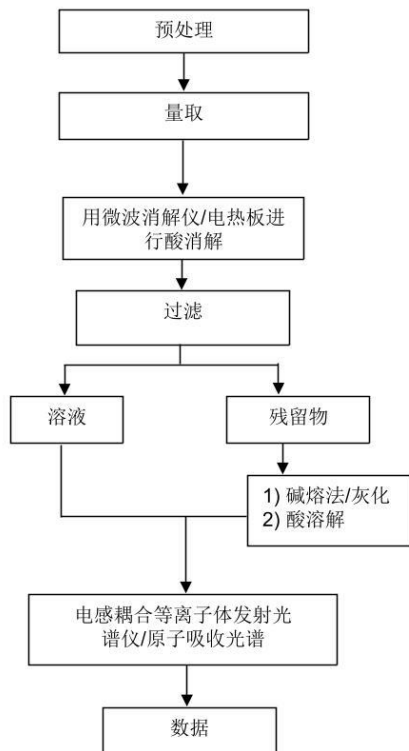 预处理
量取
用微波消解仪/电热板进
行酸消解
过滤
溶液
残留物
1) 碱熔法/灰化
2) 酸溶解
电感耦合等离子体发射光
谱仪/原子吸收光谱
数据